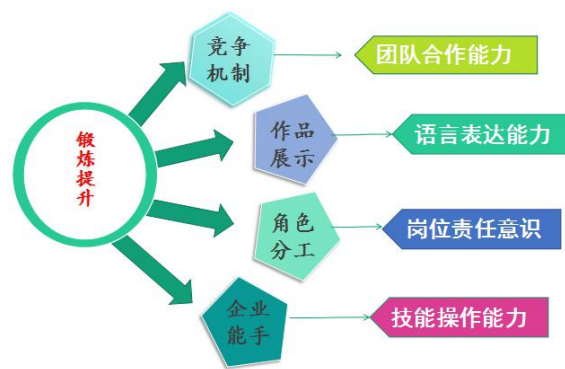 锻炼提升
竞争
机制
团队合作能力
作品
展示
语言表达能力
角色
分工
岗位责任意识
企业
能手
技能操作能力